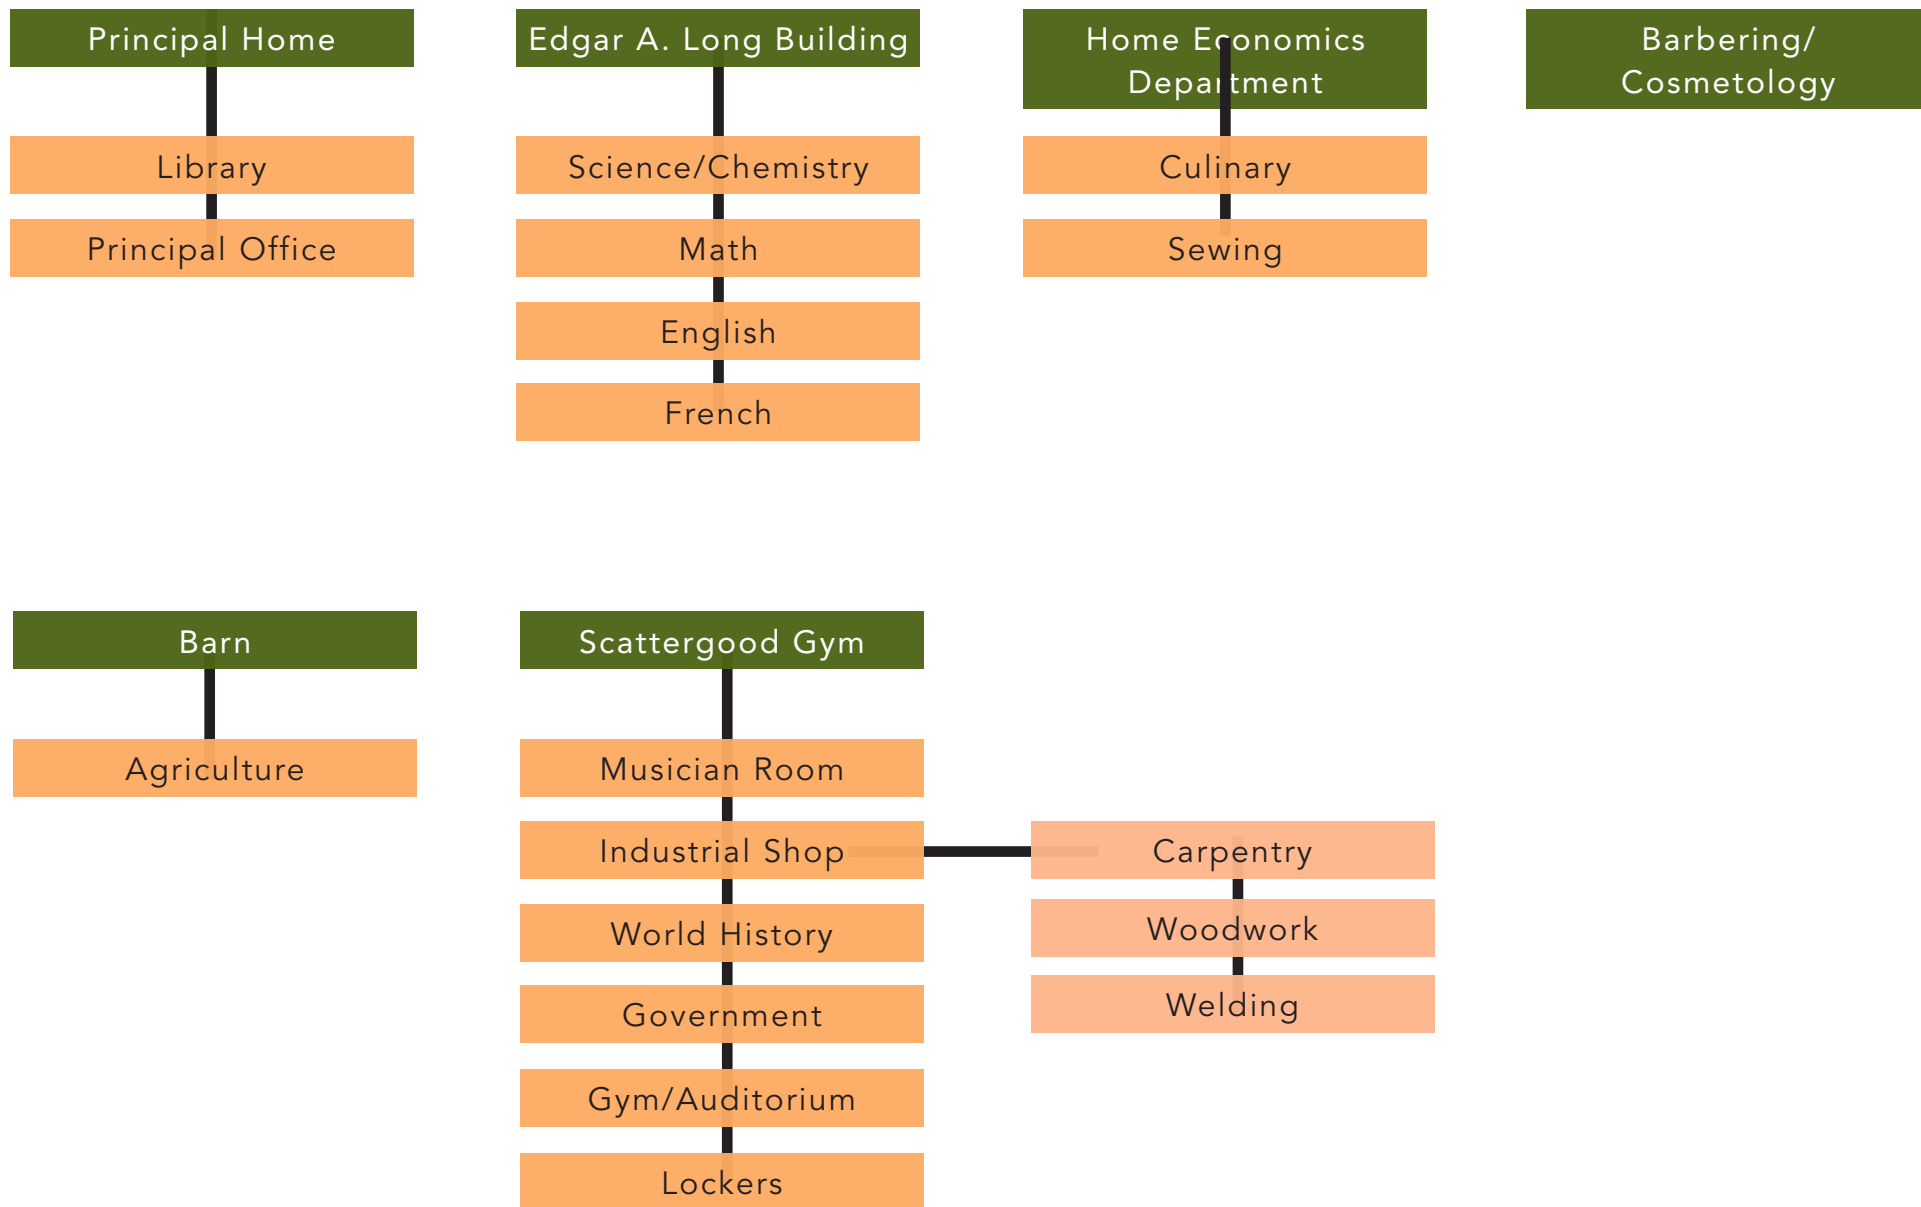 Principal Home
Library
Principal Office
Edgar A. Long Building
Science/Chemistry
Math
English
French
Home Economics
Department
Culinary
Sewing
Barbering/
Cosmetology
Barn
Agriculture
Scattergood Gym
Musician Room
Industrial Shop
World History
Government
Gym/Auditorium
Lockers
Carpentry
Woodwork
Welding